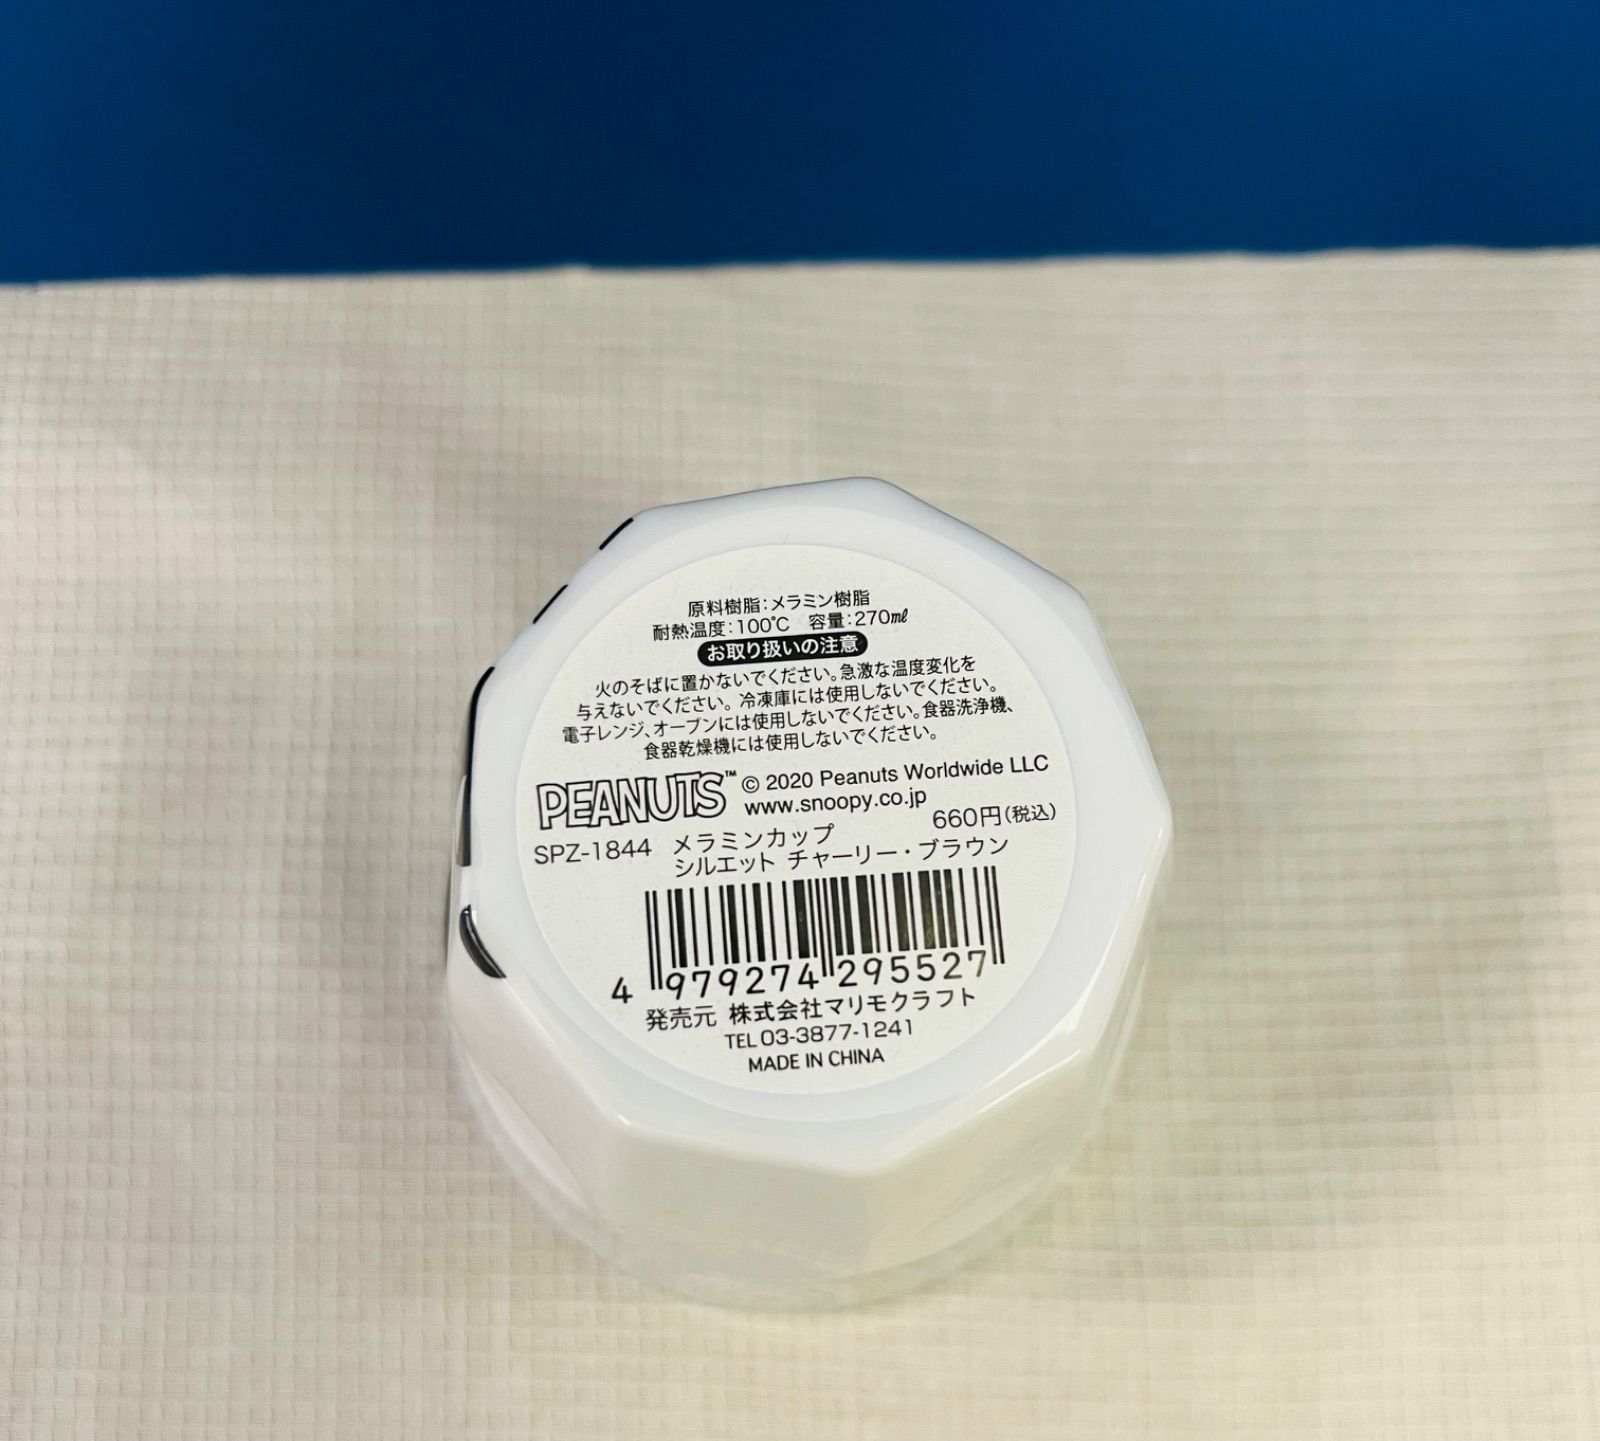 原料樹脂：メラミン樹脂
耐熱温度：100℃　容量：270㎖
お取り扱いの注意
火のそばに置かないでください。急激な温度変化を
与えないでください。冷凍庫には使用しないでください。
電子レンジ、オーブンには使用しないでください。食器洗浄機、
食器乾燥機には使用しないでください。
PEANUTS™ © 2020 Peanuts Worldwide LLC
www.snoopy.co.jp
660円(税込)
SPZ-1844 メラミンカップ
シルエット チャーリー・ブラウン
4 979274 295527
発売元 株式会社マリモクラフト
TEL 03-3877-1241
MADE IN CHINA